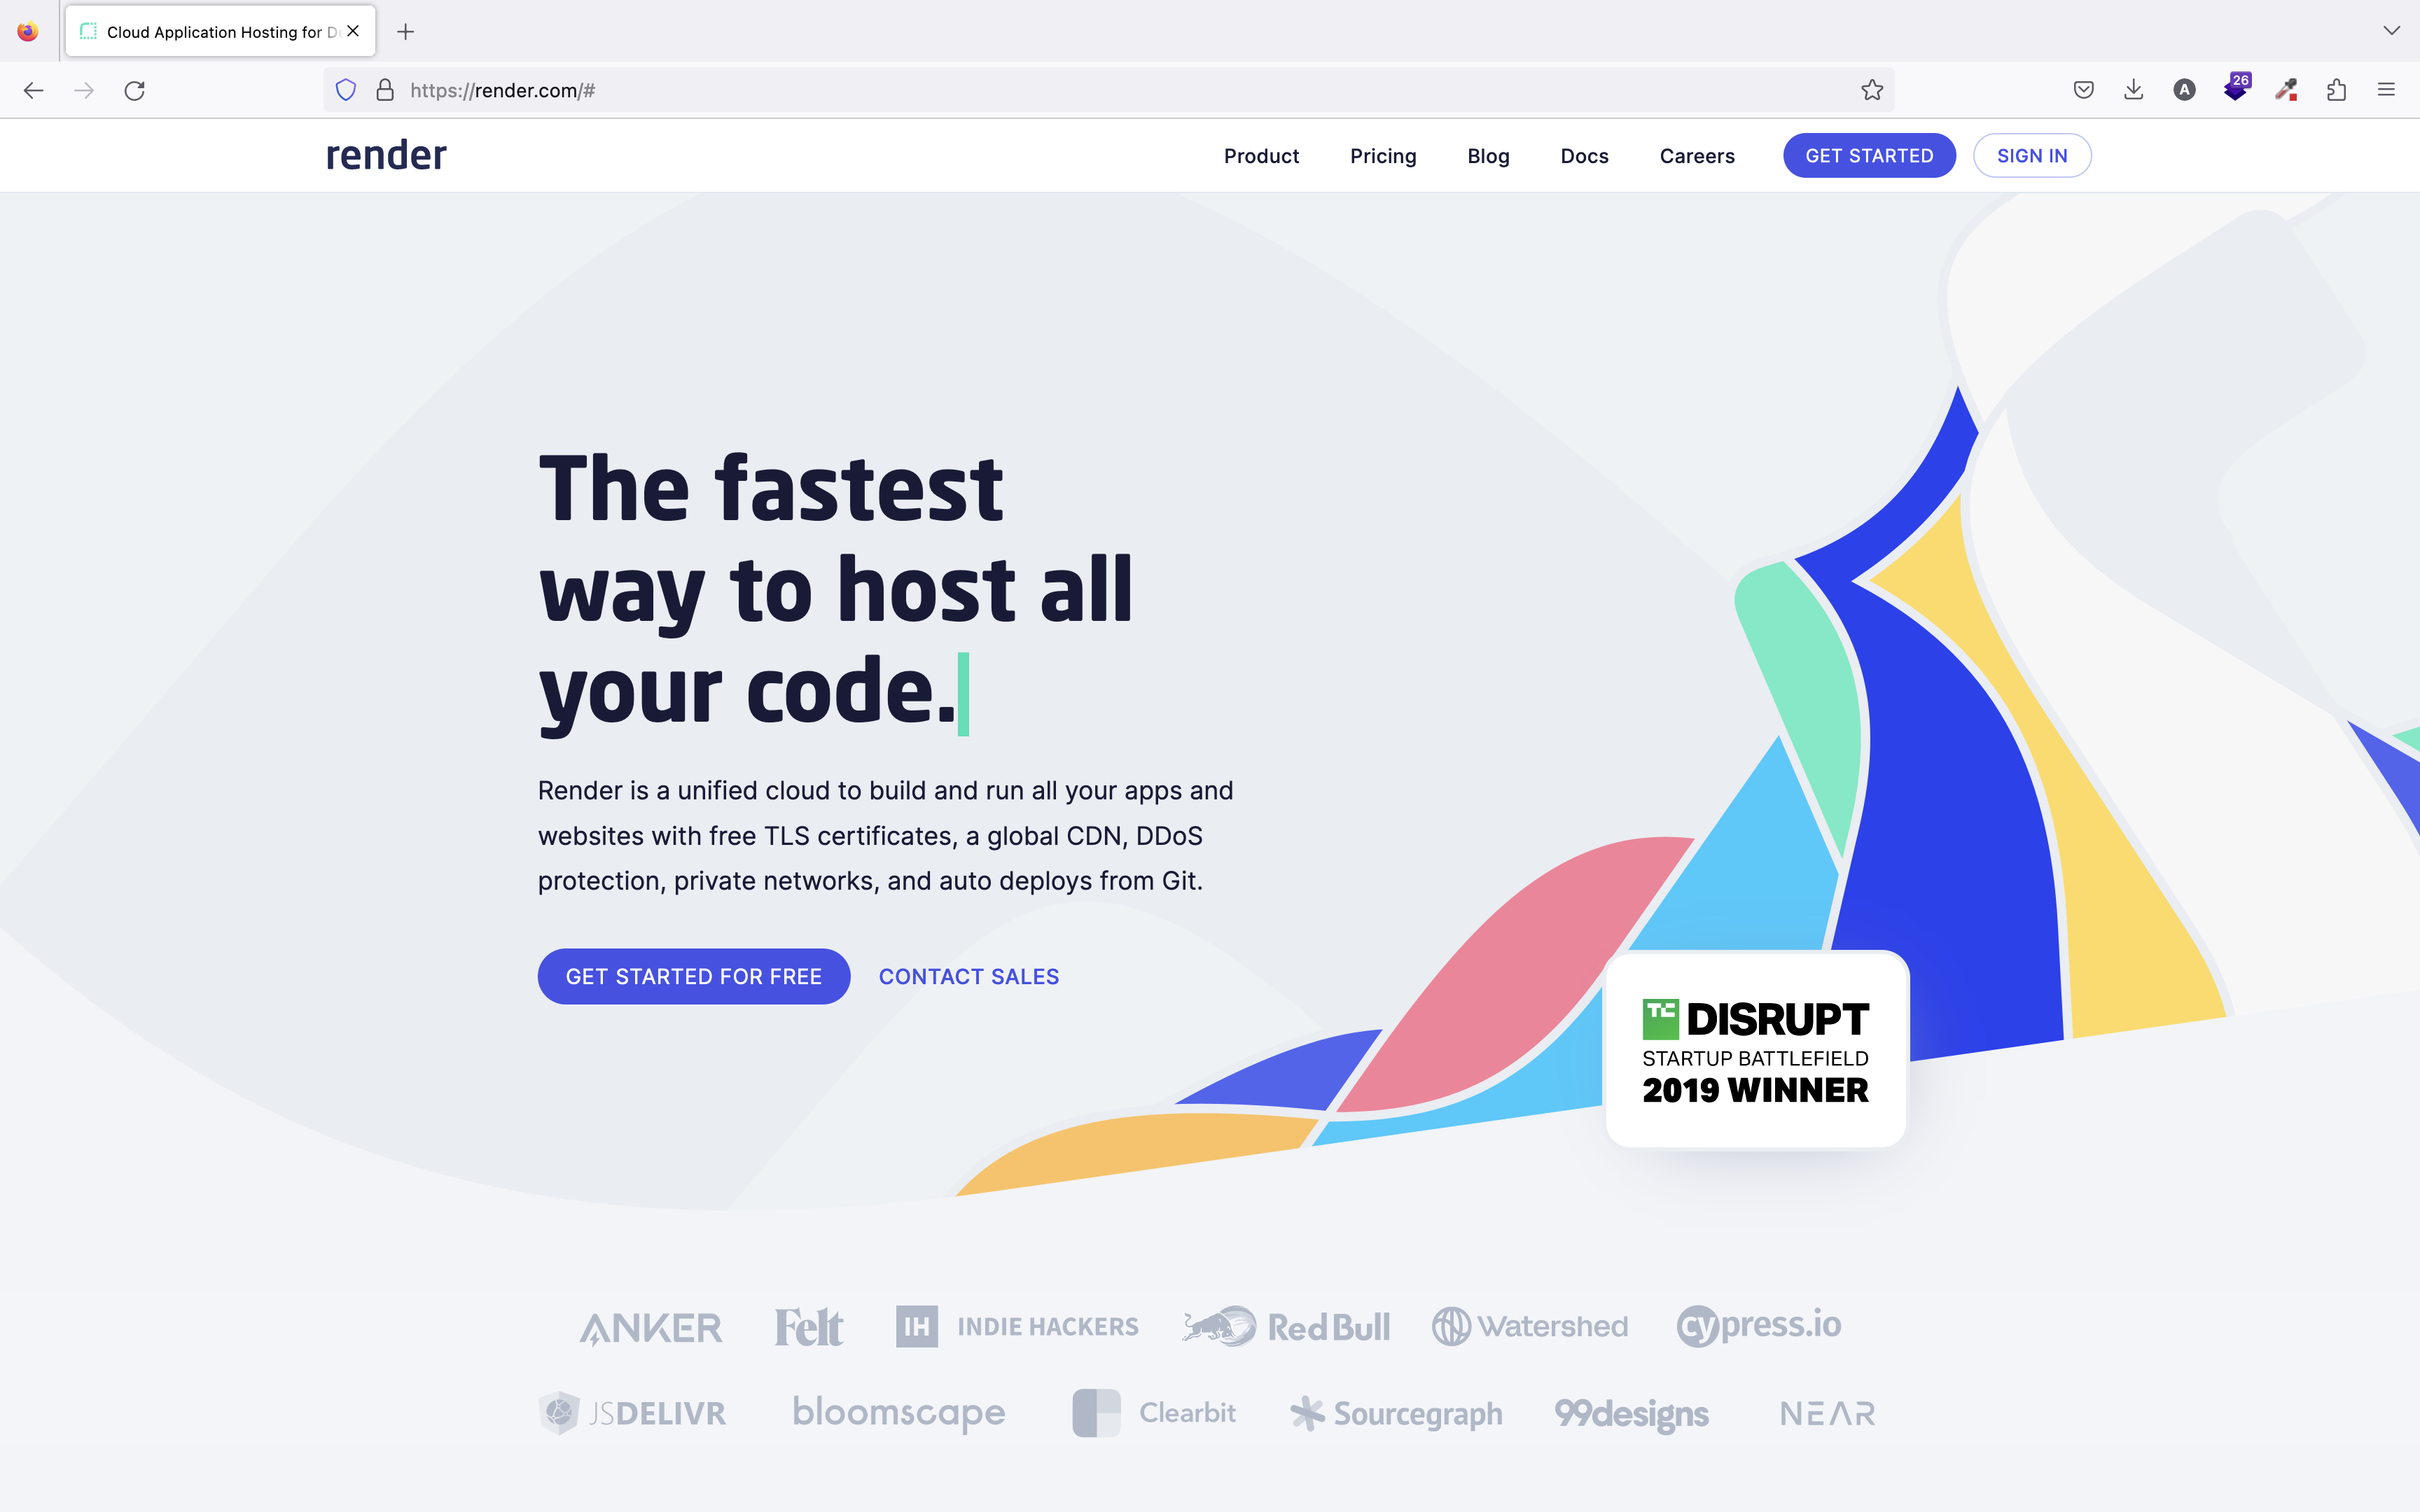 Cloud Application Hosting for D
https://render.com/#
A
26
render
Product
Pricing
Blog
Docs
Careers
GET STARTED
SIGN IN
The fastest
way to host all
your code.
Render is a unified cloud to build and run all your apps and
websites with free TLS certificates, a global CDN, DDoS
protection, private networks, and auto deploys from Git.
GET STARTED FOR FREE
CONTACT SALES
TC DISRUPT
STARTUP BATTLEFIELD
2019 WINNER
ANKER
Felt
IH INDIE HACKERS
Red Bull
Watershed
cypress.io
JSDELIVR
bloomscape
Clearbit
Sourcegraph
99designs
NEAR